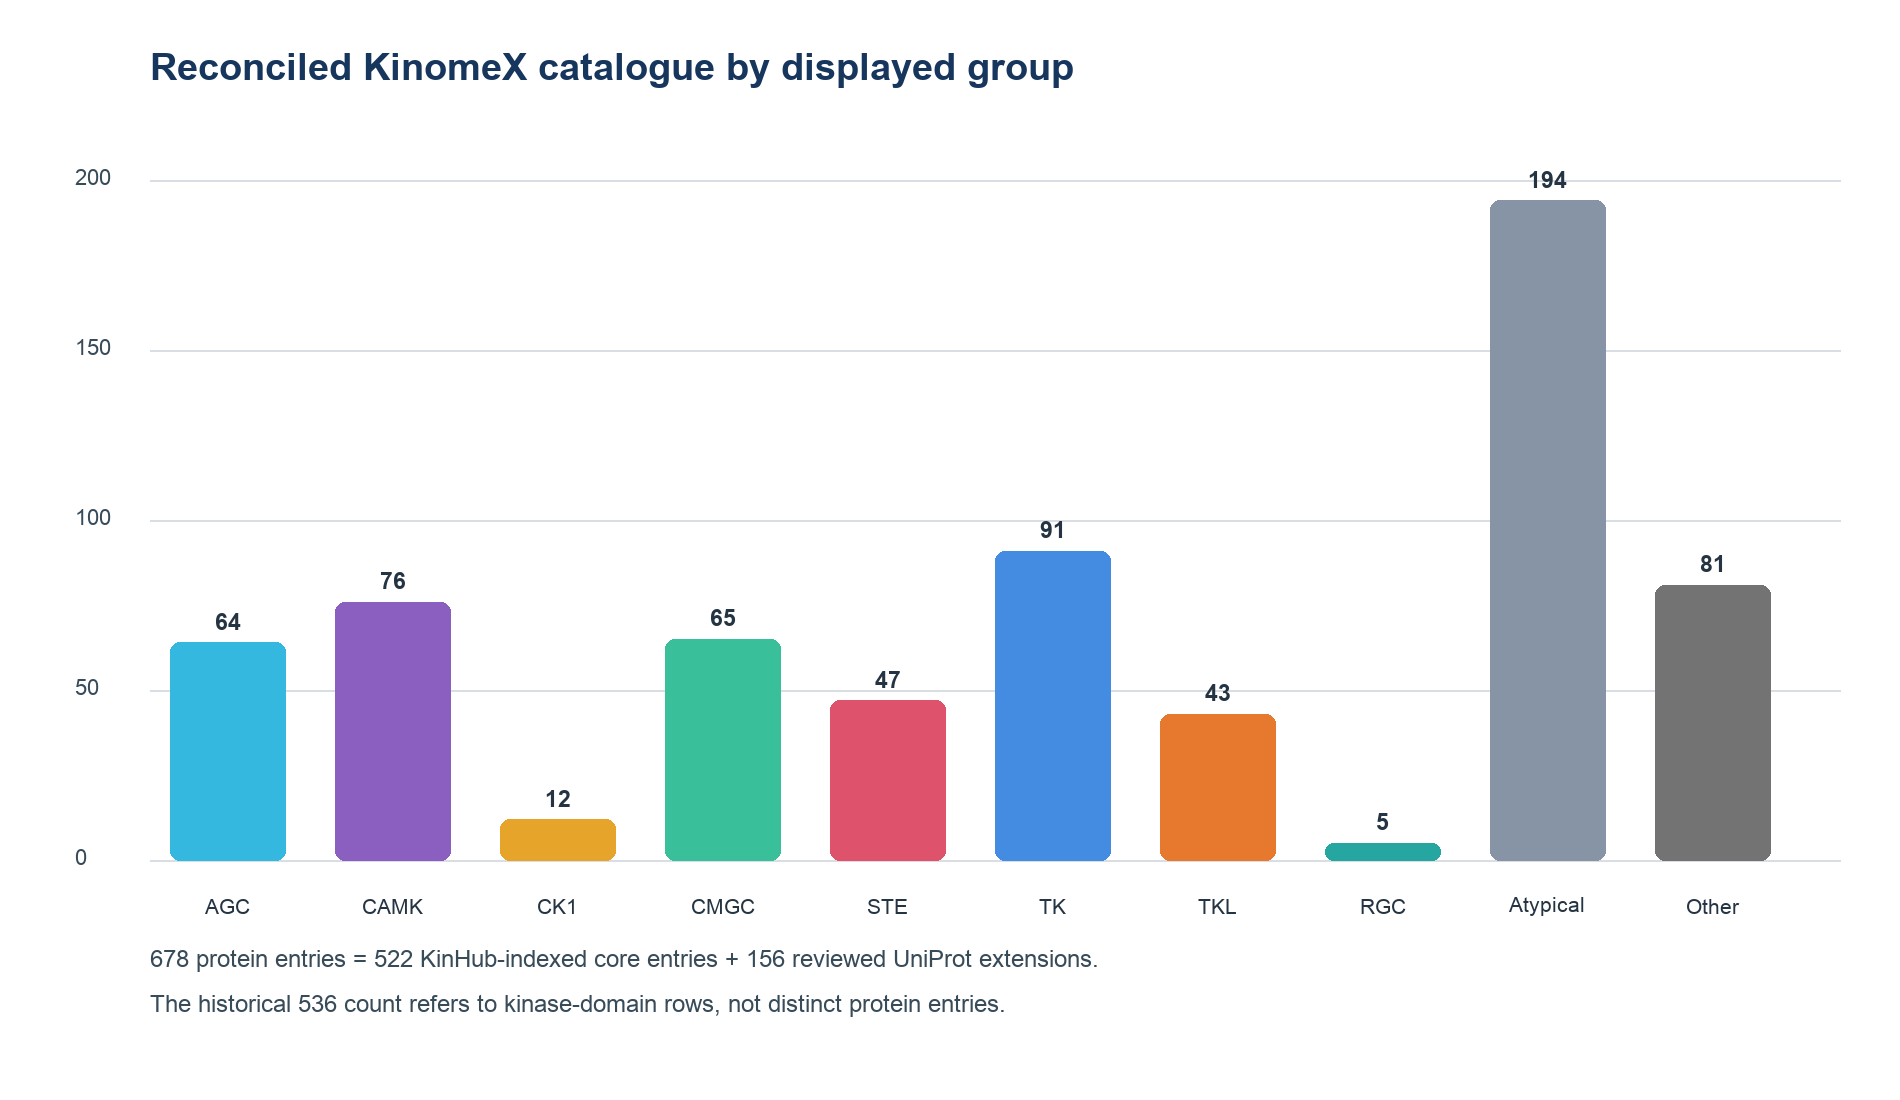 Reconciled KinomeX catalogue by displayed group
200
150
100
50
0
64
76
12
65
47
91
43
5
194
81
AGC
CAMK
CK1
CMGC
STE
TK
TKL
RGC
Atypical
Other
678 protein entries = 522 KinHub-indexed core entries + 156 reviewed UniProt extensions.
The historical 536 count refers to kinase-domain rows, not distinct protein entries.